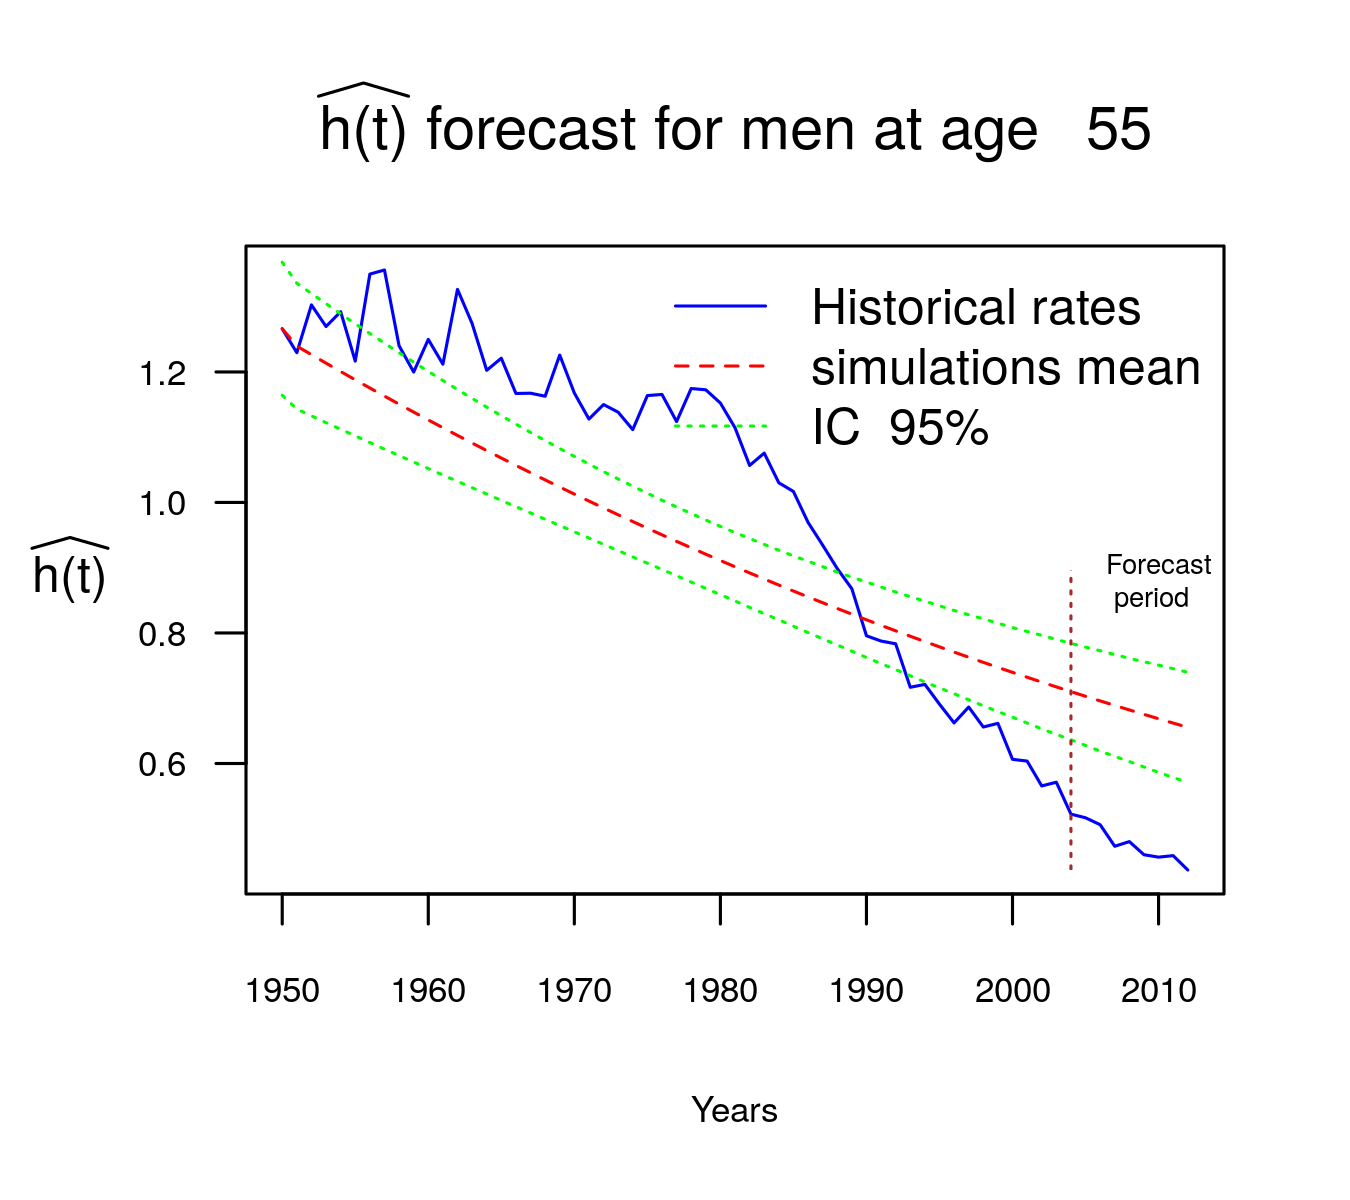 h(t) forecast for men at age 55
Historical rates
simulations mean
IC 95%
1.2
1.0
0.8
0.6
h(t)
Forecast
period
1950 1960 1970 1980 1990 2000 2010
Years